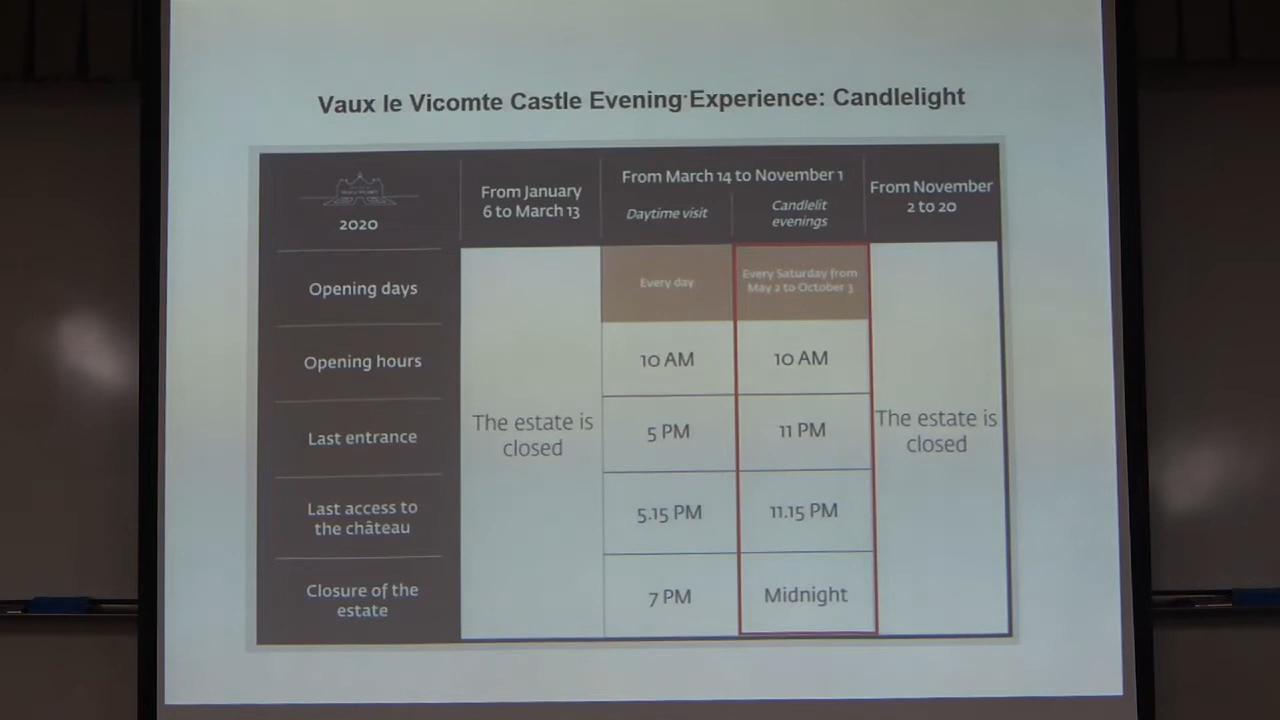 Vaux le Vicomte Castle Evening Experience: Candlelight
2020
From January
6 to March 13
From March 14 to November 1
Daytime visit
Candlelit
evenings
From November
2 to 20
Opening days
Every day
Every Saturday from
May 2 to October 3
Opening hours
10 AM
10 AM
Last entrance
The estate is
closed
5 PM
11 PM
The estate is
closed
Last access to
the château
5.15 PM
11.15 PM
Closure of the
estate
7 PM
Midnight